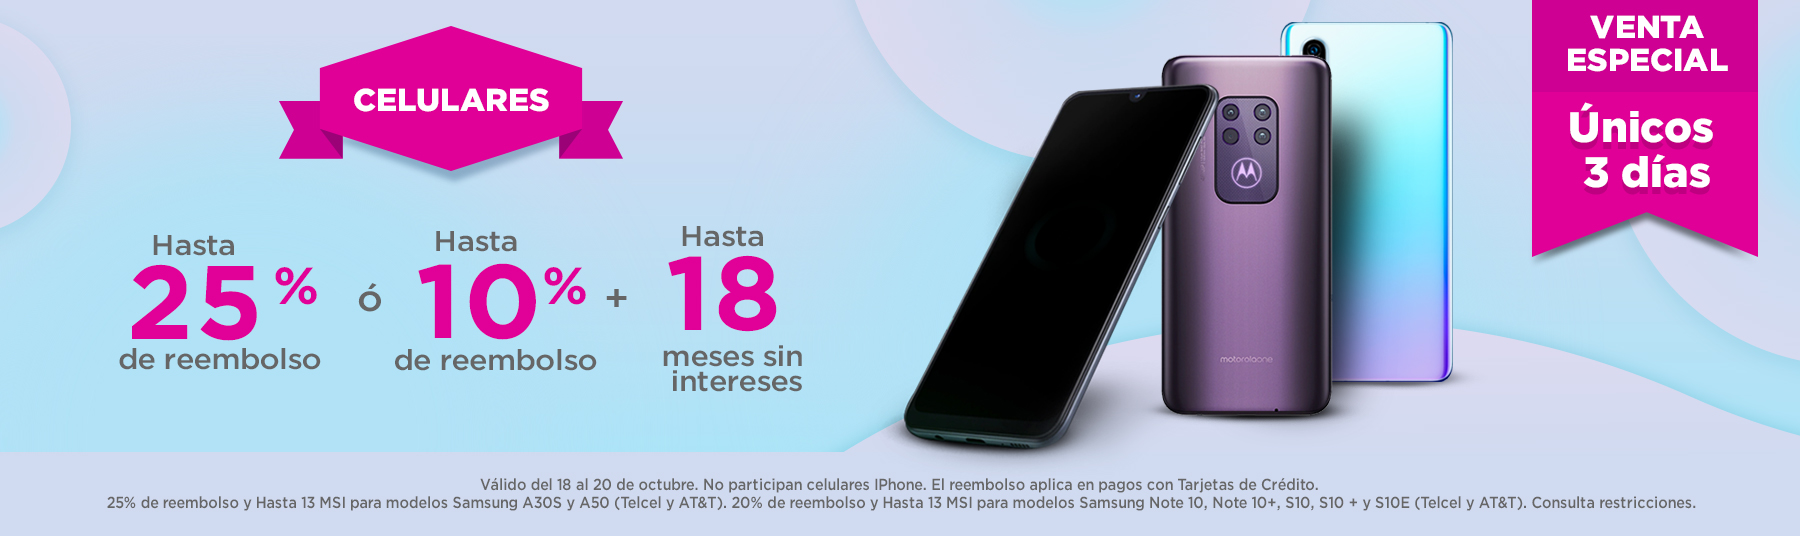 CELULARES
Hasta
25%
de reembolso
ó
Hasta
10%
de reembolso
+
Hasta
18
meses sin
intereses
motorolaone
VENTA
ESPECIAL
Únicos
3 días
Válido del 18 al 20 de octubre. No participan celulares IPhone. El reembolso aplica en pagos con Tarjetas de Crédito.
25% de reembolso y Hasta 13 MSI para modelos Samsung A30S y A50 (Telcel y AT&T). 20% de reembolso y Hasta 13 MSI para modelos Samsung Note 10, Note 10+, S10, S10 + y S10E (Telcel y AT&T). Consulta restricciones.